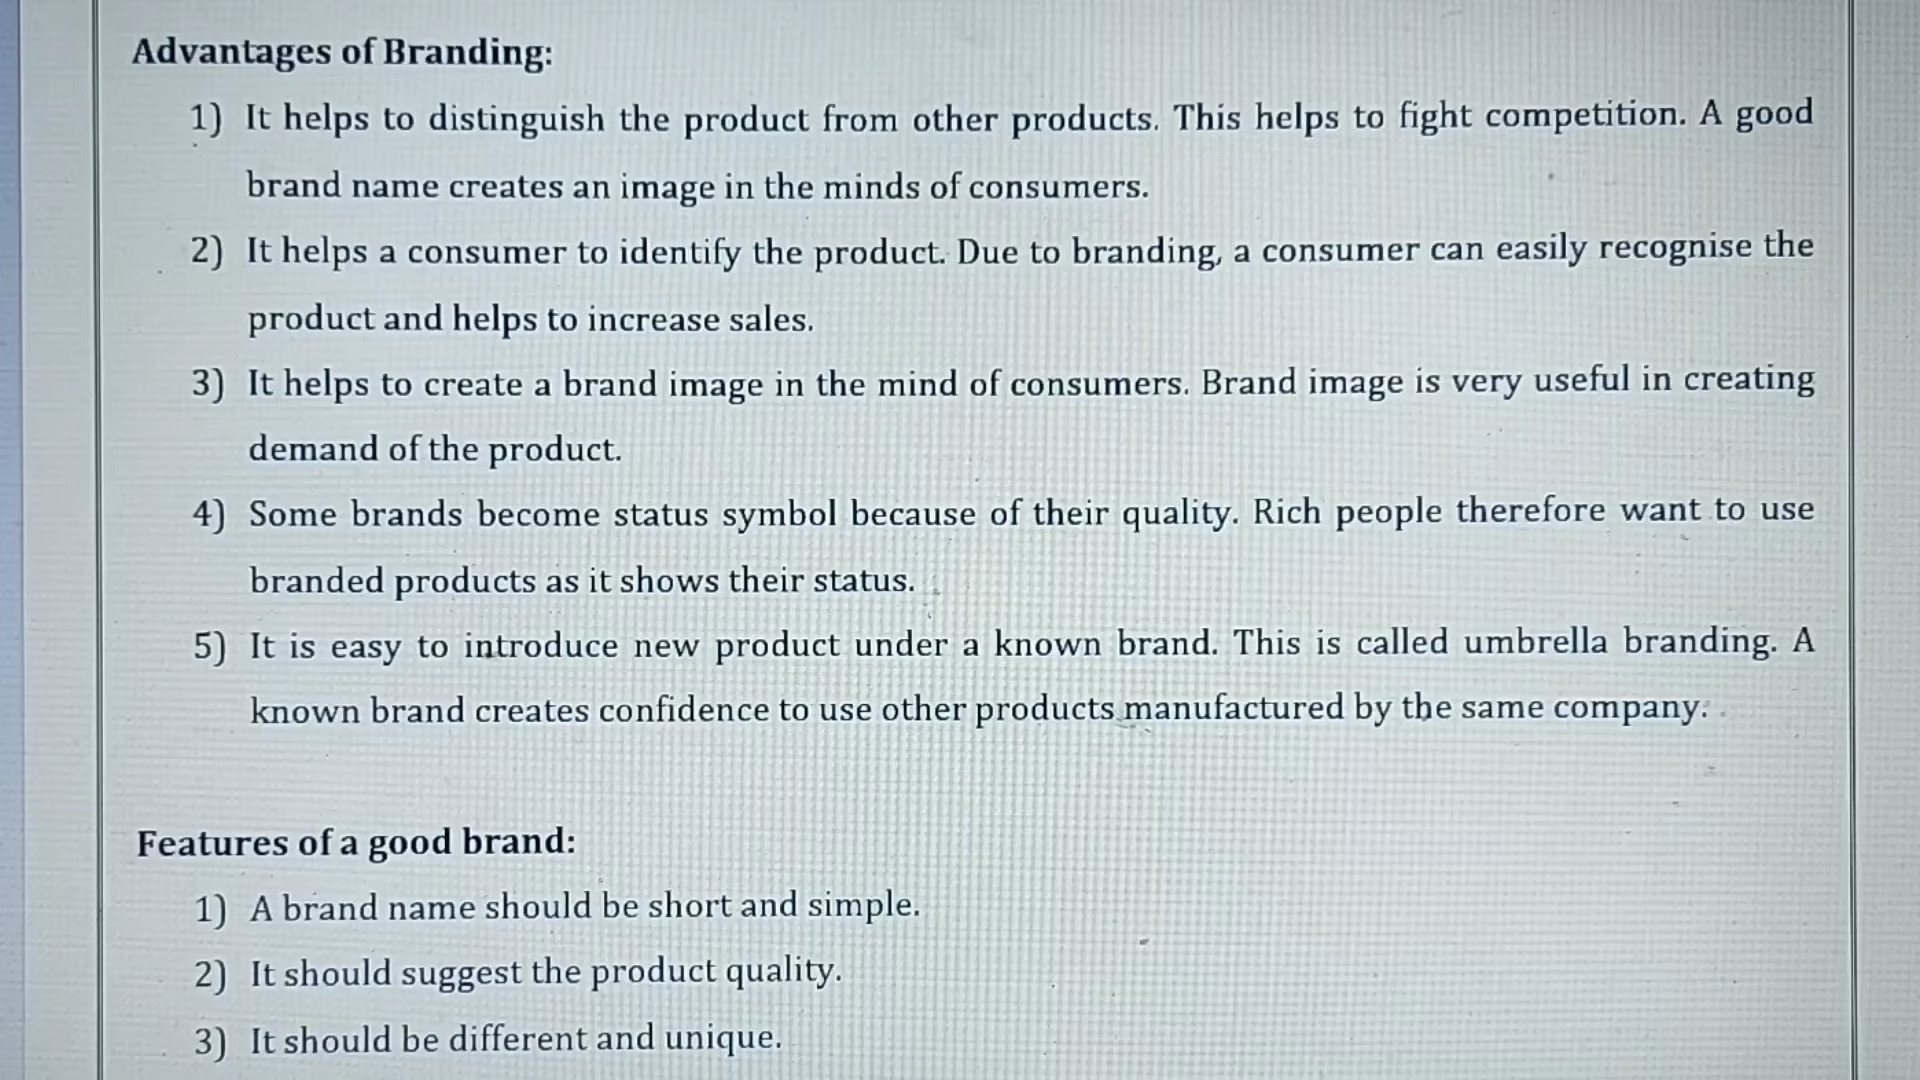 Advantages of Branding:
1) It helps to distinguish the product from other products. This helps to fight competition. A good
brand name creates an image in the minds of consumers.
2) It helps a consumer to identify the product. Due to branding, a consumer can easily recognise the
product and helps to increase sales.
3) It helps to create a brand image in the mind of consumers. Brand image is very useful in creating
demand of the product.
4) Some brands become status symbol because of their quality. Rich people therefore want to use
branded products as it shows their status.
5) It is easy to introduce new product under a known brand. This is called umbrella branding. A
known brand creates confidence to use other products manufactured by the same company.
Features of a good brand:
1) A brand name should be short and simple.
2) It should suggest the product quality.
3) It should be different and unique.